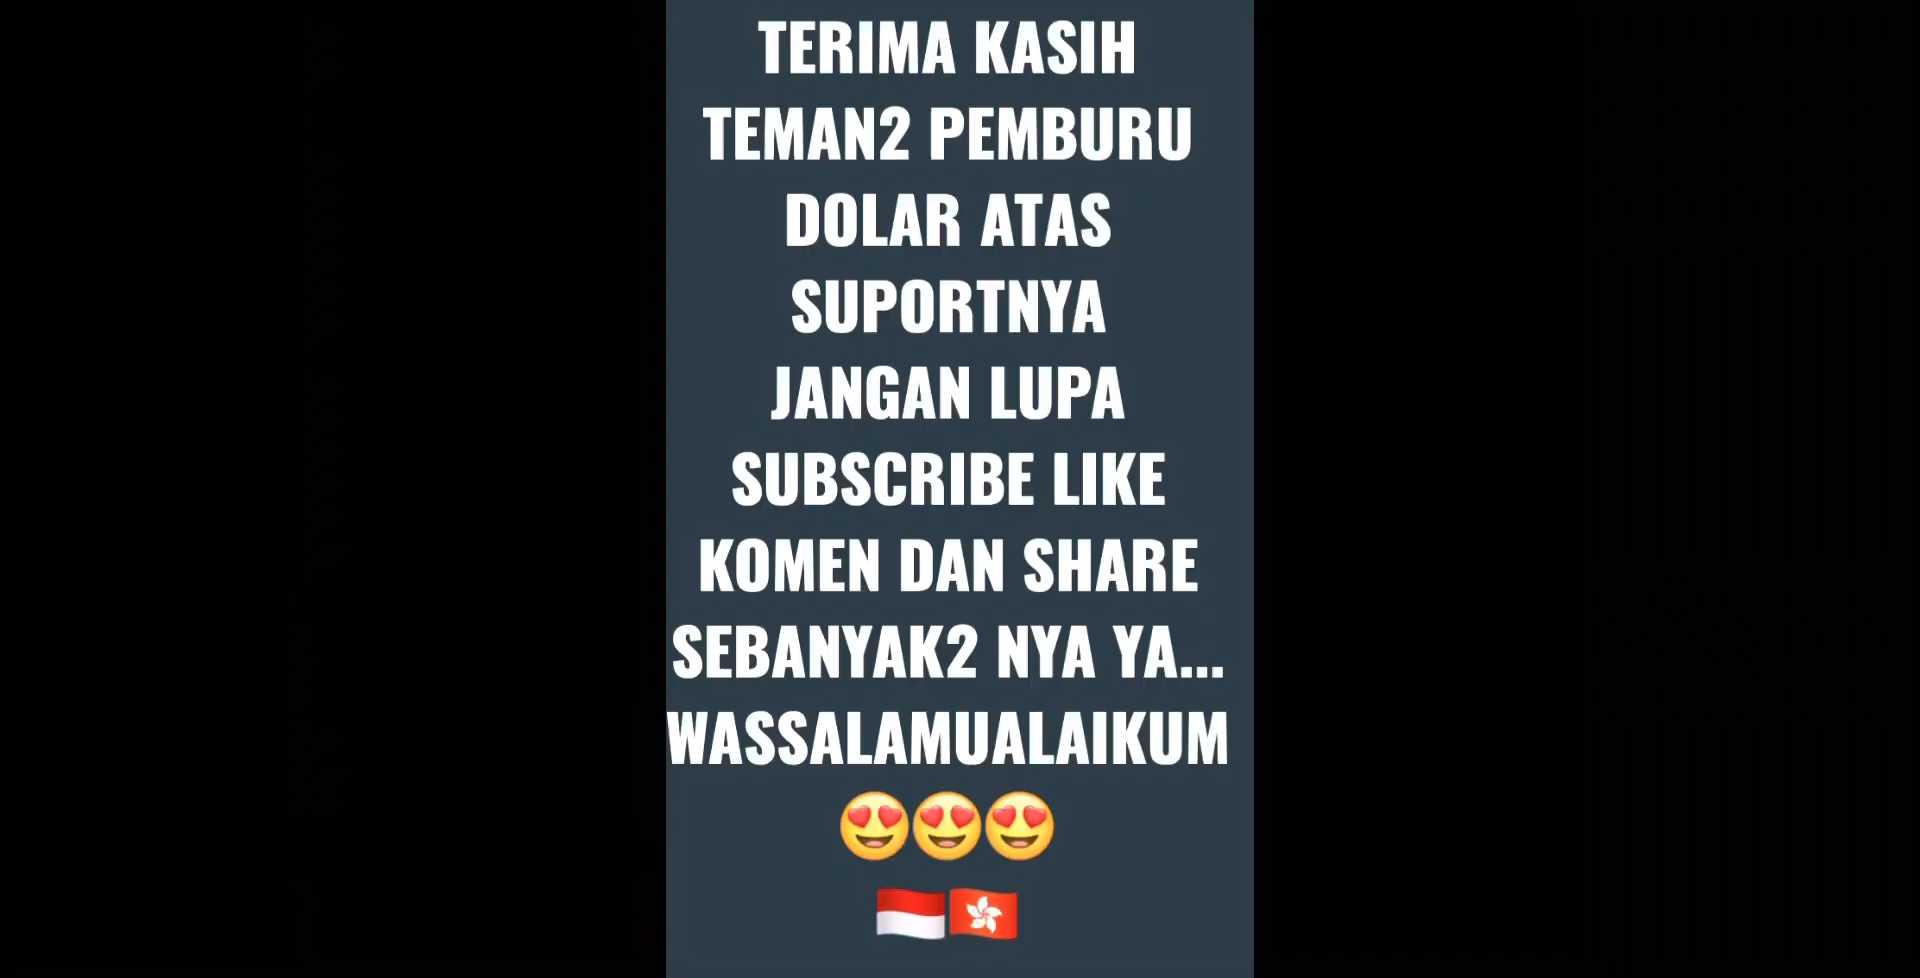 TERIMA KASIH
TEMAN2 PEMBURU
DOLAR ATAS
SUPORTNYA
JANGAN LUPA
SUBSCRIBE LIKE
KOMEN DAN SHARE
SEBANYAK2 NYA YA...
WASSALAMUALAIKUM
😍😍😍
🇮🇩🇭🇰